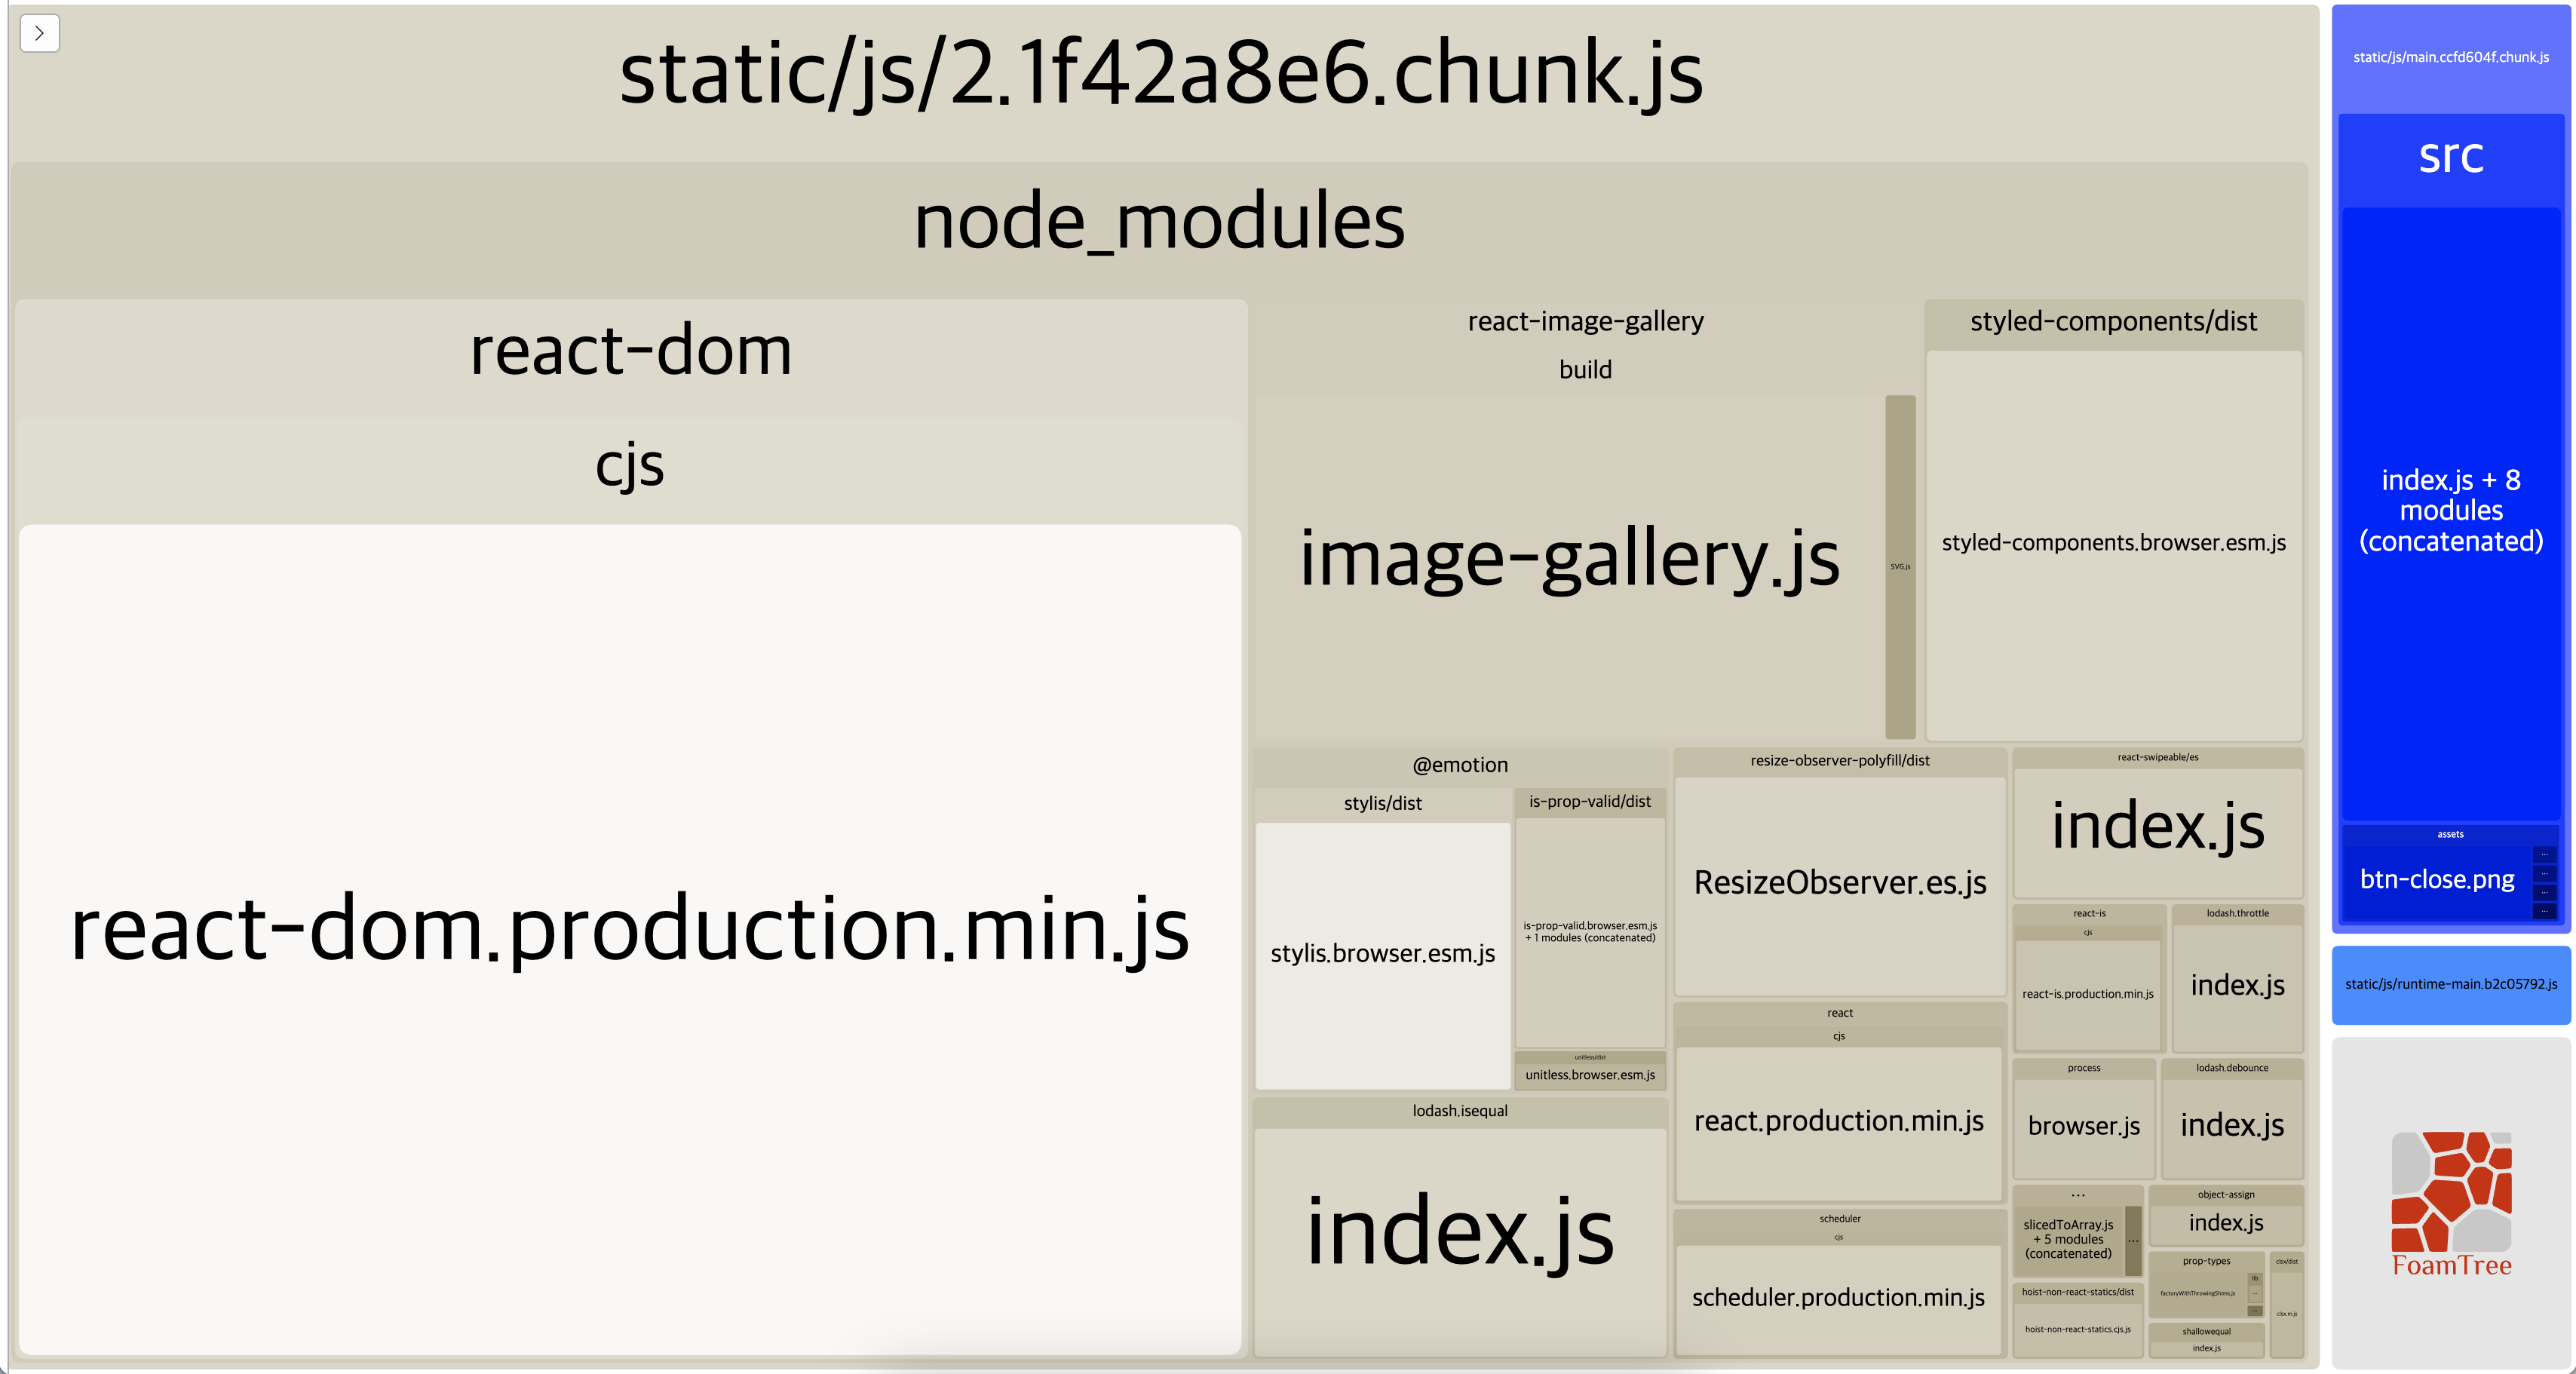 static/js/2.1f42a8e6.chunk.js
node_modules
react-dom
cjs
react-dom.production.min.js
react-image-gallery
build
image-gallery.js
SVG.js
styled-components/dist
styled-components.browser.esm.js
@emotion
stylis/dist
stylis.browser.esm.js
is-prop-valid/dist
is-prop-valid.browser.esm.js
+ 1 modules (concatenated)
unitless/dist
unitless.browser.esm.js
lodash.isequal
index.js
resize-observer-polyfill/dist
ResizeObserver.es.js
react
cjs
react.production.min.js
scheduler
cjs
scheduler.production.min.js
react-swipeable/es
index.js
react-is
cjs
react-is.production.min.js
lodash.throttle
index.js
process
browser.js
lodash.debounce
index.js
...
slicedToArray.js
+ 5 modules
(concatenated)
...
object-assign
index.js
hoist-non-react-statics/dist
hoist-non-react-statics.cjs.js
prop-types
factoryWithThrowingShims.js
lib
...
...
shallowequal
index.js
clsx/dist
clsx.m.js
static/js/main.ccfd604f.chunk.js
src
index.js + 8
modules
(concatenated)
assets
btn-close.png
...
...
...
...
static/js/runtime-main.b2c05792.js
FoamTree